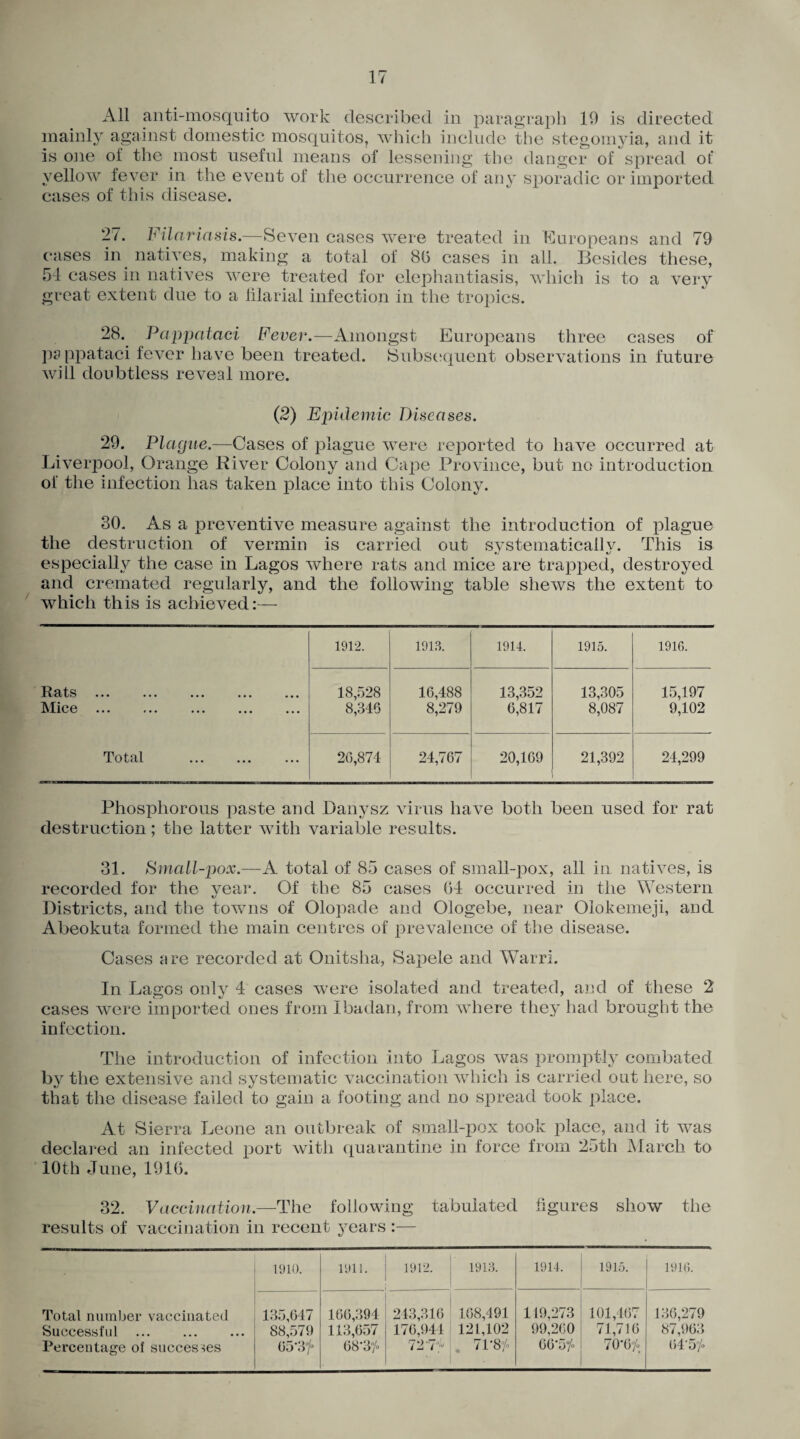 17
All anti-mosquito work described in paragraph 19 is directed
mainly against domestic mosquitos, which include the stegomyia, and it
is one of the most useful means of lessening the danger of spread of
yellow fever in the event of the occurrence of any sporadic or imported
cases of this disease.
27. Filariasis.—Seven cases were treated in Europeans and 79
cases in natives, making a total of 86 cases in all. Besides these,
54 cases in natives were treated for elephantiasis, which is to a very
great extent due to a filarial infection in the tropics.
28. Pappataci Fever.—Amongst Europeans three cases of
pappataci fever have been treated. Subsequent observations in future
will doubtless reveal more.
(2) Epidemic Diseases.
29. Plague.—Cases of plague were reported to have occurred at
Liverpool, Orange River Colony and Cape Province, but no introduction
of the infection has taken place into this Colony.
30. As a preventive measure against the introduction of plague
the destruction of vermin is carried out systematically. This is
especially the case in Lagos where rats and mice are trapped, destroyed
and cremated regularly, and the following table shews the extent to
which this is achieved:—
1912. 1913. 1914. 1915. 1916.
Rats ... ... ... ... ... 18,528 16,488 13,352 13,305 15,197
Mice ... ... ... ... ... 8,346 8,279 6,817 8,087 9,102
Total ... ... ... 26,874 24,767 20,169 21,392 24,299
Phosphorous paste and Danysz virus have both been used for rat
destruction; the latter with variable results.
31. Small-pox.—A total of 85 cases of small-pox, all in natives, is
recorded for the year. Of the 85 cases 64 occurred in the Western
Districts, and the towns of Olopade and Ologebe, near Olokemeji, and
Abeokuta formed the main centres of prevalence of the disease.
Cases are recorded at Onitsha, Sapele and Warri.
In Lagos only 4 cases were isolated and treated, and of these 2
cases were imported ones from Ibadan, from where they had brought the
infection.
The introduction of infection into Lagos was promptly combated
by the extensive and systematic vaccination which is carried out here, so
that the disease failed to gain a footing and no spread took place.
At Sierra Leone an outbreak of small-pox took place, and it was
declared an infected port with quarantine in force from 25th March to
10th June, 1916.
32. Vaccination.—The following tabulated figures show the
results of vaccination in recent years:—
1910. 1911. 1912. 1913. 1914. 1915. 1916.
Total number vaccinated 135,647 166,394 243,316 168,491 149,273 101,467 136,279
Successful ... ... ... 88,579 113,657 176,944 121,102 99,260 71,716 87,963
Percentage of successes 65·3% 68·3% 72·7% 71·8% 66·5% 70·6% 64·5%